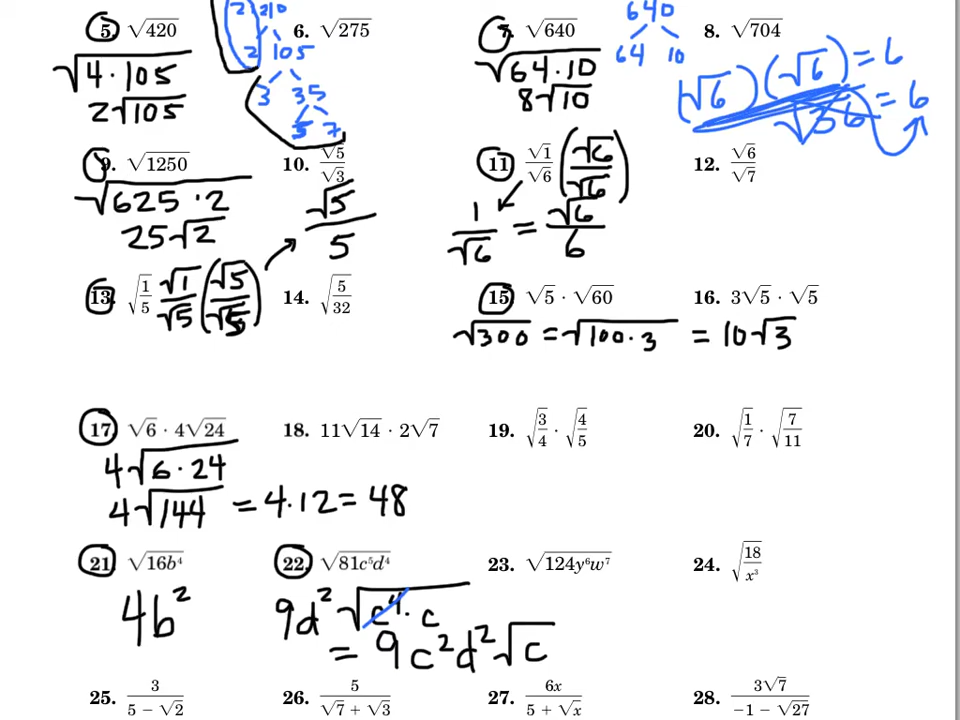 5. √420
2 210
2 105
3 35
5 7
√4·105
2√105
6. √275
7. √640
640
64 10
√64·10
8√10
8. √704
(√6)(√6) = 6
√36 = 6
9. √1250
√625·2
25√2
10. √5/√3
11 √1/√6 (√6/√6)
1/√6 = √6/6
12. √6/√7
13. √(1/5) √1/√5 (√5/√5)
√5/5
14. √(5/32)
15. √5 · √60
√300 = √100·3 = 10√3
16. 3√5 · √5
17. √6 · 4√24
4√6·24
4√144 = 4·12 = 48
18. 11√14 · 2√7
19. √(3/4) · √(4/5)
20. √(1/7) · √(7/11)
21. √16b⁴
4b²
22. √81c⁵d⁴
9d²√c⁴·c
= 9c²d²√c
23. √124y⁶w⁷
24. √(18/x³)
25. 3/(5 − √2)
26. 5/(√7 + √3)
27. 6x/(5 + √x)
28. 3√7/(−1 − √27)